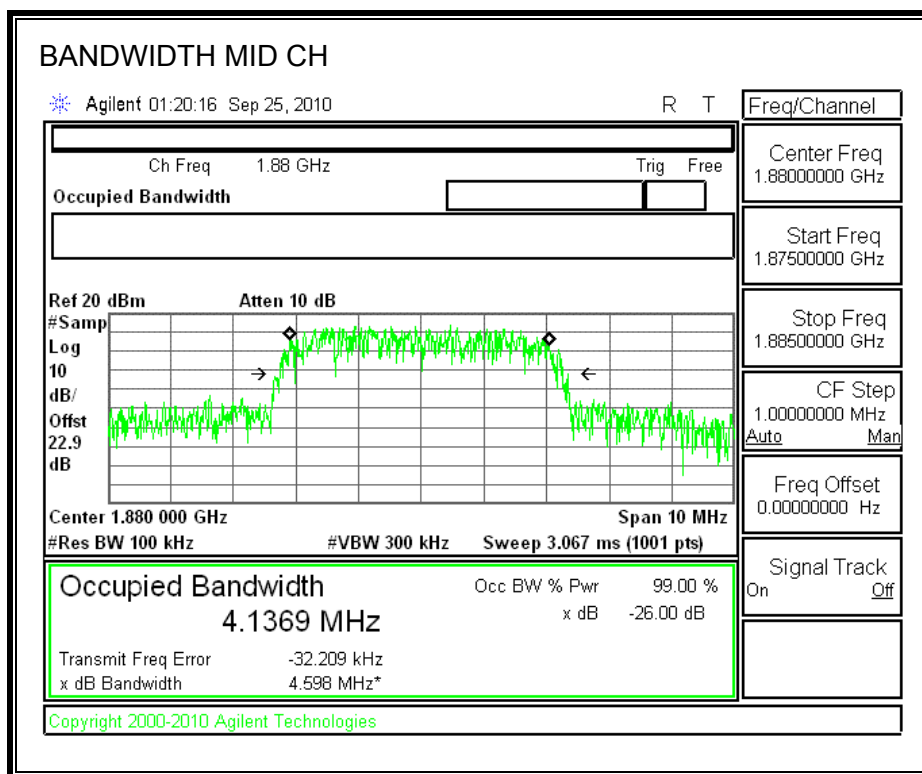 BANDWIDTH MID CH
Agilent 01:20:16 Sep 25, 2010 R T
Freq/Channel
Ch Freq 1.88 GHz Trig Free
Occupied Bandwidth
Center Freq
1.88000000 GHz
Start Freq
1.87500000 GHz
Stop Freq
1.88500000 GHz
CF Step
1.00000000 MHz
Auto Man
Freq Offset
0.00000000 Hz
Signal Track
On Off
Ref 20 dBm Atten 10 dB
#Samp
Log
10
dB/
Offst
22.9
dB
Center 1.880 000 GHz Span 10 MHz
#Res BW 100 kHz #VBW 300 kHz Sweep 3.067 ms (1001 pts)
Occupied Bandwidth Occ BW % Pwr 99.00 %
4.1369 MHz x dB -26.00 dB
Transmit Freq Error -32.209 kHz
x dB Bandwidth 4.598 MHz*
Copyright 2000-2010 Agilent Technologies